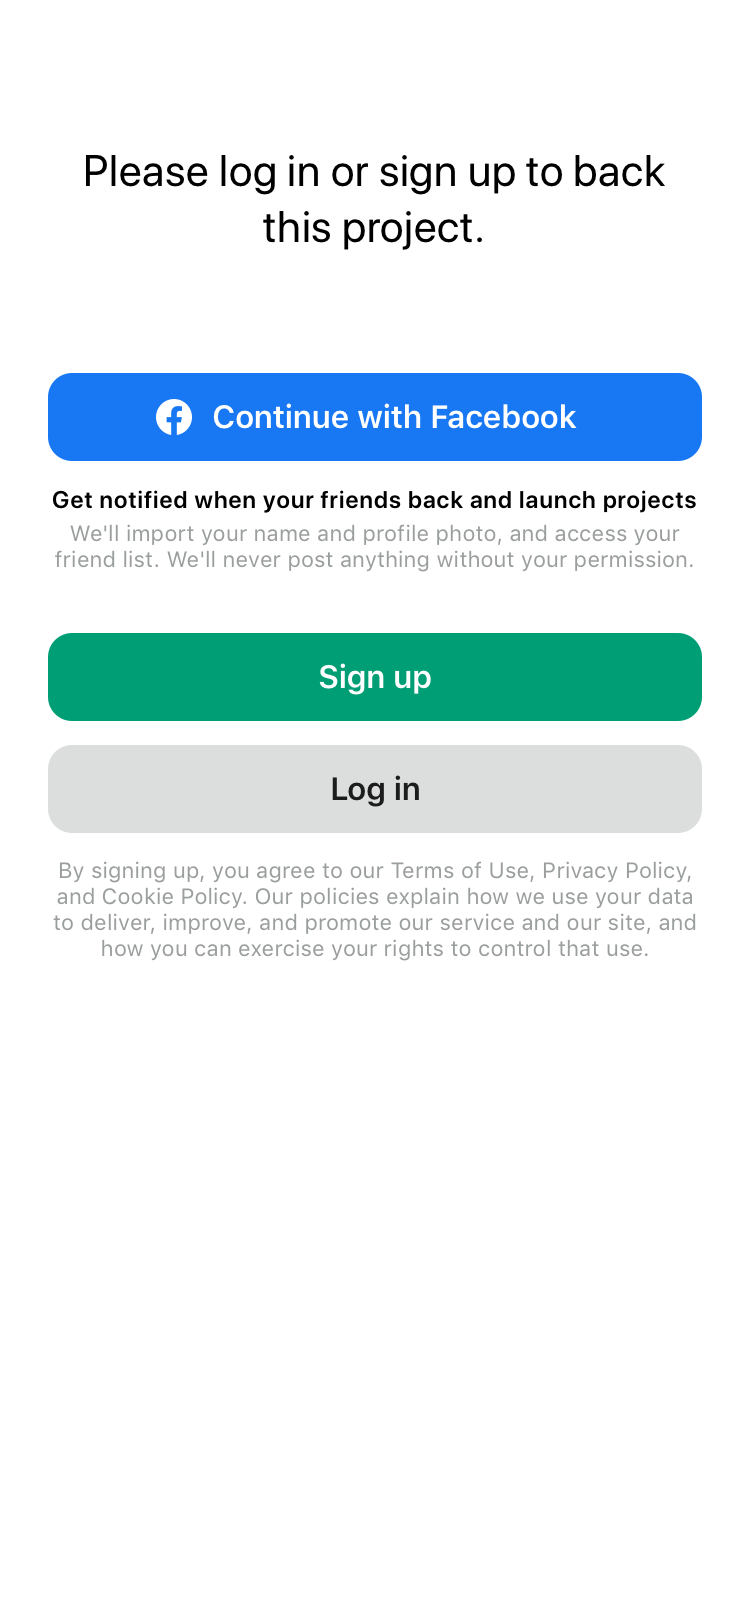 Please log in or sign up to back
this project.
Continue with Facebook
Get notified when your friends back and launch projects
We'll import your name and profile photo, and access your
friend list. We'll never post anything without your permission.
Sign up
Log in
By signing up, you agree to our Terms of Use, Privacy Policy,
and Cookie Policy. Our policies explain how we use your data
to deliver, improve, and promote our service and our site, and
how you can exercise your rights to control that use.